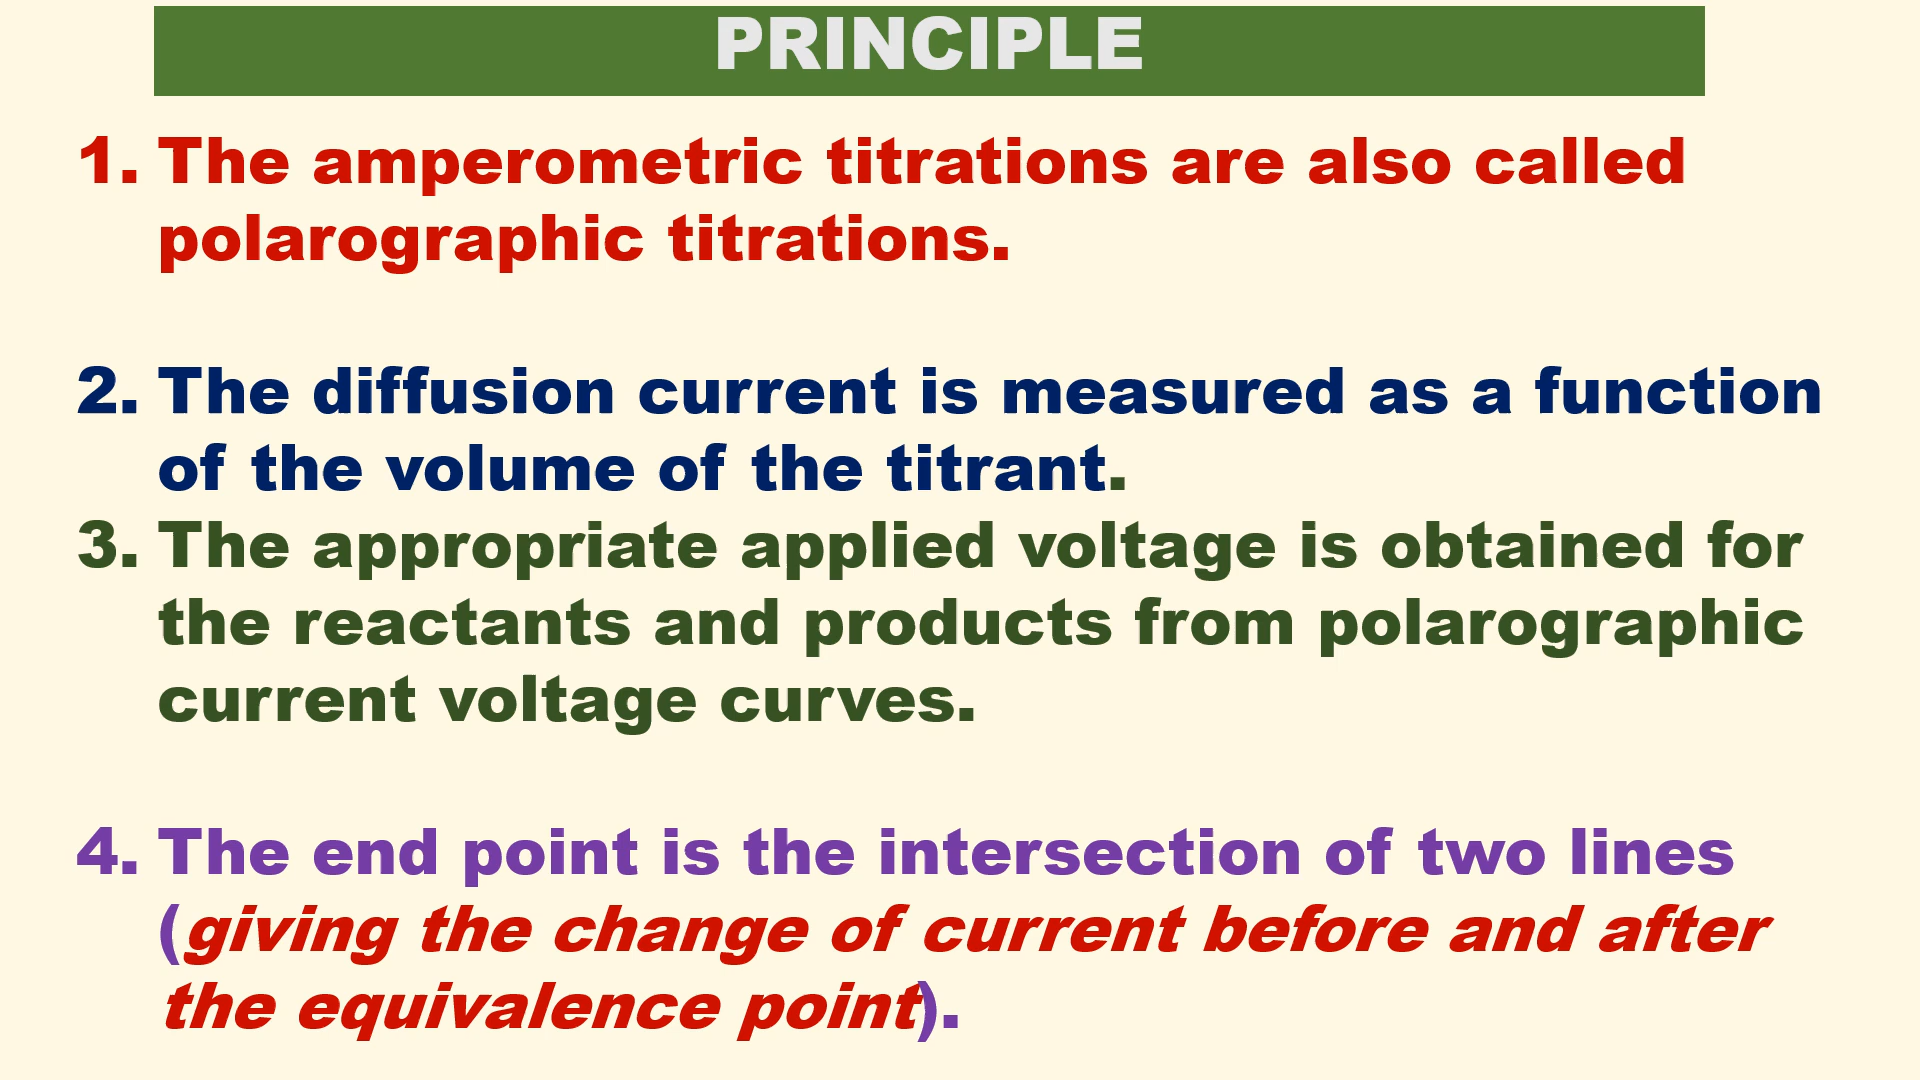 PRINCIPLE
1. The amperometric titrations are also called
polarographic titrations.
2. The diffusion current is measured as a function
of the volume of the titrant.
3. The appropriate applied voltage is obtained for
the reactants and products from polarographic
current voltage curves.
4. The end point is the intersection of two lines
(giving the change of current before and after
the equivalence point).